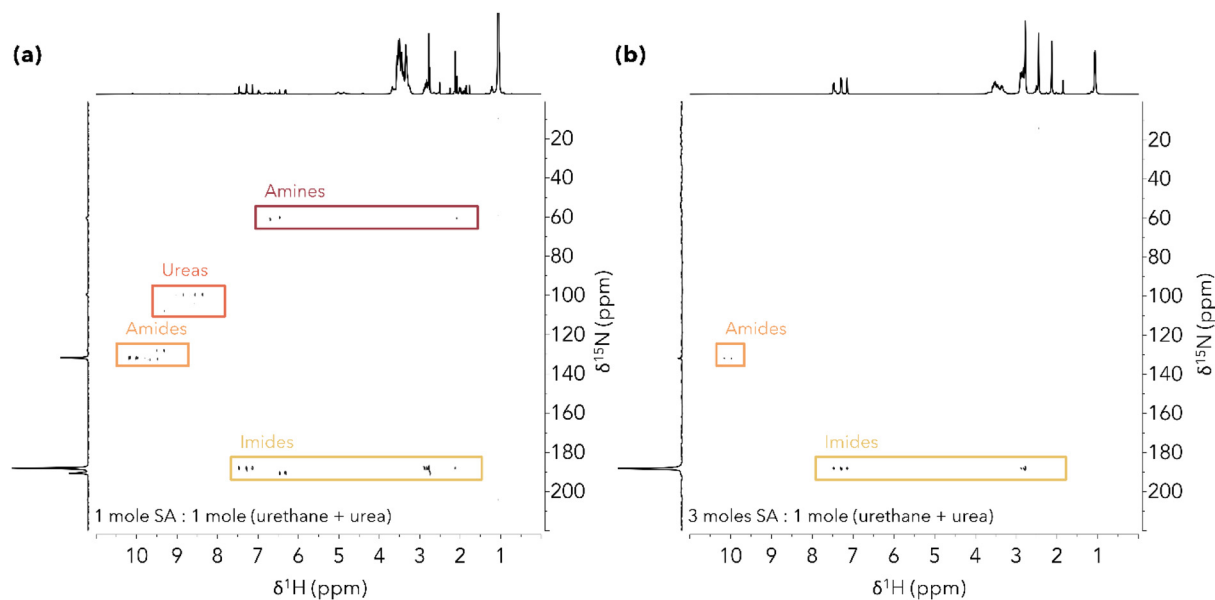 (a)
Amines
Ureas
Amides
Imides
1 mole SA : 1 mole (urethane + urea)
20
40
60
80
100
120
140
160
180
200
δ¹⁵N (ppm)
10 9 8 7 6 5 4 3 2 1
δ¹H (ppm)
(b)
Amides
Imides
3 moles SA : 1 mole (urethane + urea)
20
40
60
80
100
120
140
160
180
200
δ¹⁵N (ppm)
10 9 8 7 6 5 4 3 2 1
δ¹H (ppm)